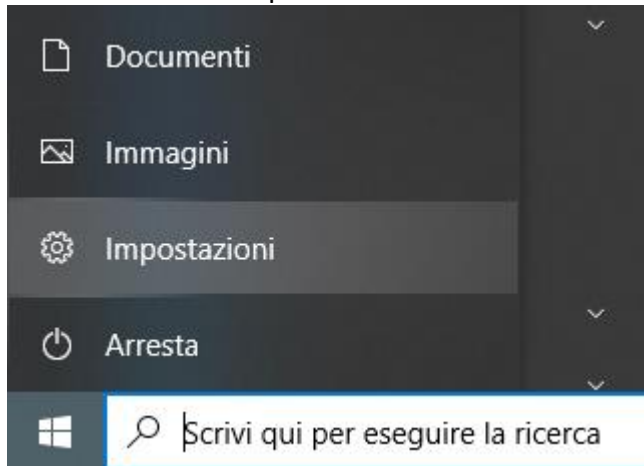 Documenti
Immagini
Impostazioni
Arresta
Scrivi qui per eseguire la ricerca